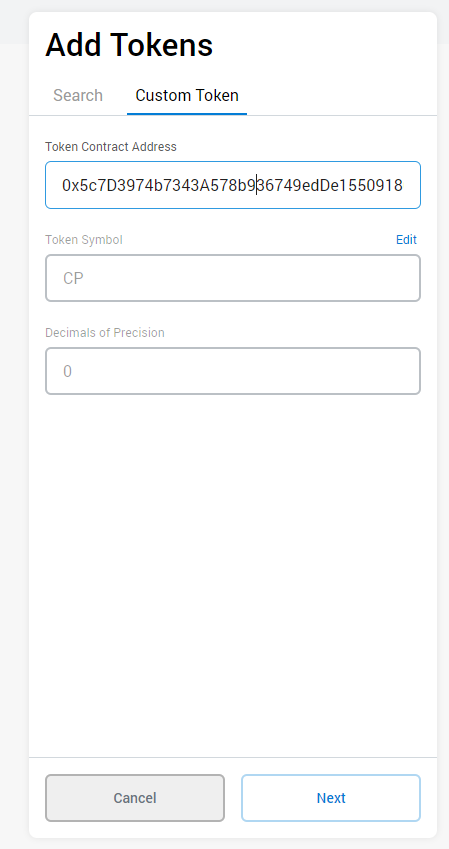 Add Tokens
Search Custom Token
Token Contract Address
0x5c7D3974b7343A578b936749edDe1550918
Token Symbol Edit
CP
Decimals of Precision
0
Cancel Next